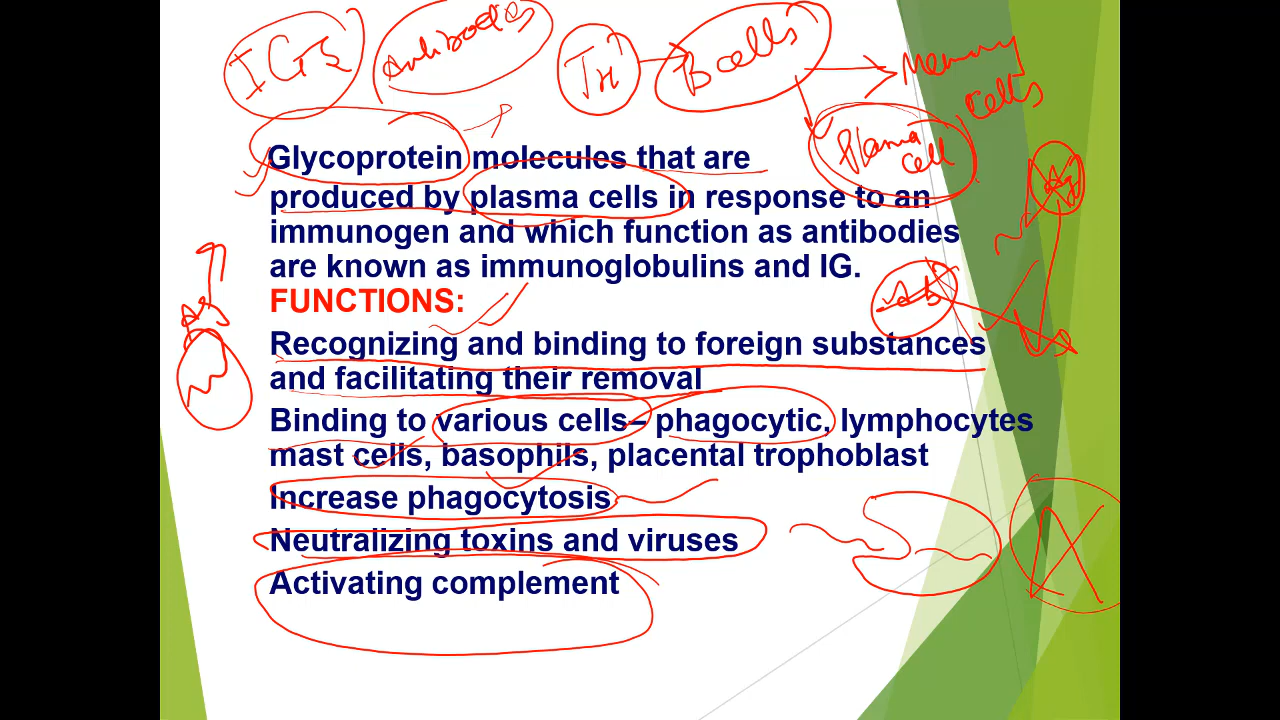 IGs Antibodies TH B cells Memory
cells
Plasma
cell
Glycoprotein molecules that are
produced by plasma cells in response to an
Ag
immunogen and which function as antibodies
are known as immunoglobulins and IG.
Ab
FUNCTIONS:
Ag
Recognizing and binding to foreign substances
and facilitating their removal
Binding to various cells– phagocytic, lymphocytes
mast cells, basophils, placental trophoblast
Increase phagocytosis
Neutralizing toxins and viruses
Activating complement